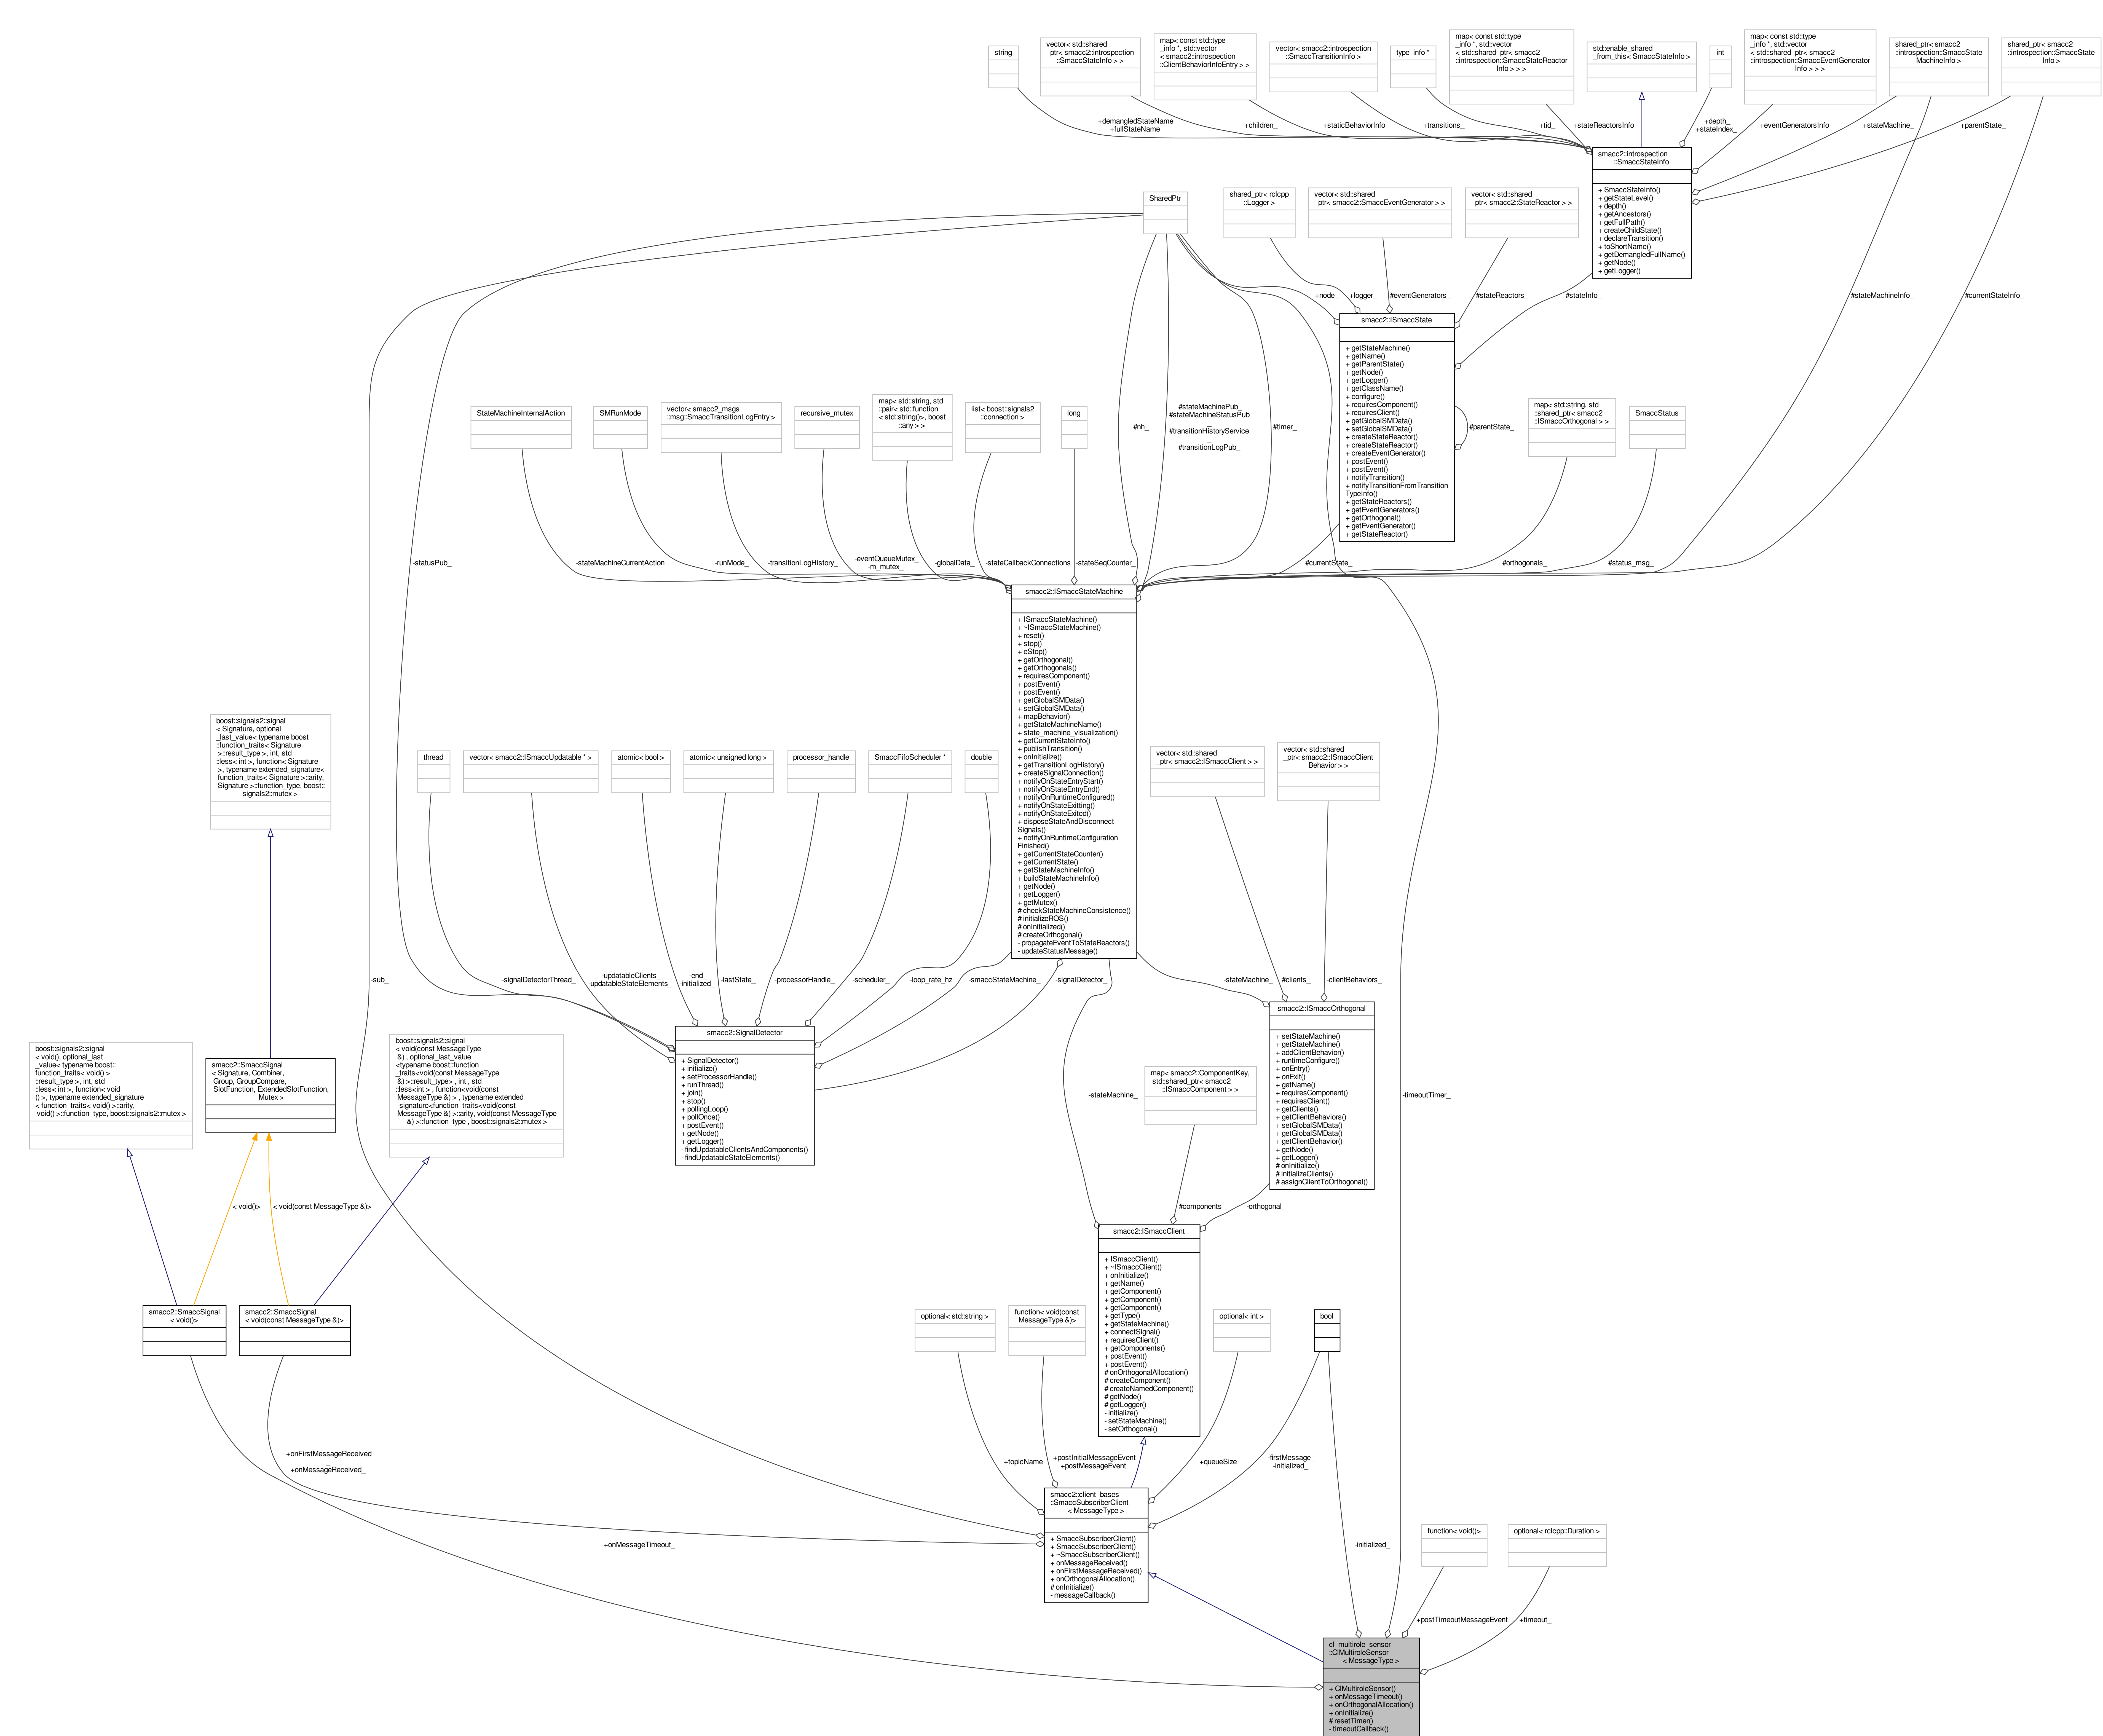 string
vector< std::shared
_ptr< smacc2::introspection
::SmaccStateInfo > >
map< const std::type
_info *, std::vector
< smacc2::introspection
::ClientBehaviorInfoEntry > >
vector< smacc2::introspection
::SmaccTransitionInfo >
type_info *
map< const std::type
_info *, std::vector
< std::shared_ptr< smacc2
::introspection::StateReactor
Info > > >
std::enable_shared
_from_this< SmaccStateInfo >
int
map< const std::type
_info *, std::vector
< std::shared_ptr< smacc2
::introspection::SmaccEventGenerator
Info > > >
shared_ptr< smacc2
::introspection::SmaccState
MachineInfo >
shared_ptr< smacc2
::introspection::SmaccState
Info >
+demangledStateName
+fullStateName
+children_
+staticBehaviorInfo
+transitions_
+tid_
+stateReactorsInfo
+depth_
+stateIndex_
+eventGeneratorsInfo
+stateMachine_
+parentState_
smacc2::introspection
::SmaccStateInfo
+ SmaccStateInfo()
+ getStateLevel()
+ depth()
+ getAncestors()
+ getFullPath()
+ createChildState()
+ declareTransition()
+ toShortName()
+ getDemangledFullName()
+ getNode()
+ getLogger()
SharedPtr
shared_ptr< rclcpp
::Logger >
vector< std::shared
_ptr< smacc2::SmaccEventGenerator > >
vector< std::shared
_ptr< smacc2::StateReactor > >
+node_
+logger_
#eventGenerators_
#stateReactors_
#stateInfo_
#stateMachineInfo_
#currentStateInfo_
smacc2::ISmaccState
+ getStateMachine()
+ getName()
+ getParentState()
+ getNode()
+ getLogger()
+ getClassName()
+ configure()
+ requiresComponent()
+ requiresClient()
+ getGlobalSMData()
+ setGlobalSMData()
+ createStateReactor()
+ createStateReactor()
+ createEventGenerator()
+ postEvent()
+ postEvent()
+ notifyTransition()
+ notifyTransitionFromTransition
TypeInfo()
+ getStateReactors()
+ getEventGenerators()
+ getOrthogonal()
+ getEventGenerator()
+ getStateReactor()
#parentState_
StateMachineInternalAction
SMRunMode
vector< smacc2_msgs
::msg::SmaccTransitionLogEntry >
recursive_mutex
map< std::string, std
::pair< std::function
< std::string()>, boost
::any > >
list< boost::signals2
::connection >
long
#nh_
#stateMachinePub_
#stateMachineStatusPub
_
#transitionHistoryService
_
#transitionLogPub_
#timer_
map< std::string, std
::shared_ptr< smacc2
::ISmaccOrthogonal > >
SmaccStatus
-statusPub_
-stateMachineCurrentAction
-runMode_
-transitionLogHistory_
-eventQueueMutex_
-m_mutex_
-globalData_
-stateCallbackConnections
-stateSeqCounter_
#currentState_
#orthogonals_
#status_msg_
smacc2::ISmaccStateMachine
+ ISmaccStateMachine()
+ ~ISmaccStateMachine()
+ reset()
+ stop()
+ eStop()
+ getOrthogonal()
+ getOrthogonals()
+ requiresComponent()
+ postEvent()
+ postEvent()
+ getGlobalSMData()
+ setGlobalSMData()
+ mapBehavior()
+ getStateMachineName()
+ state_machine_visualization()
+ getCurrentStateInfo()
+ publishTransition()
+ onInitialize()
+ getTransitionLogHistory()
+ createSignalConnection()
+ notifyOnStateEntryStart()
+ notifyOnStateEntryEnd()
+ notifyOnRuntimeConfigured()
+ notifyOnStateExitting()
+ notifyOnStateExited()
+ disposeStateAndDisconnect
Signals()
+ notifyOnRuntimeConfiguration
Finished()
+ getCurrentStateCounter()
+ getCurrentState()
+ getStateMachineInfo()
+ buildStateMachineInfo()
+ getNode()
+ getLogger()
+ getMutex()
# checkStateMachineConsistence()
# initializeROS()
# onInitialized()
# createOrthogonal()
- propagateEventToStateReactors()
- updateStatusMessage()
boost::signals2::signal
< Signature, optional
_last_value< typename boost
::function_traits< Signature
>::result_type >, int, std
::less< int >, function< Signature
>, typename extended_signature<
function_traits< Signature >::arity,
Signature >::function_type, boost::
signals2::mutex >
thread
vector< smacc2::ISmaccUpdatable * >
atomic< bool >
atomic< unsigned long >
processor_handle
SmaccFifoScheduler *
double
vector< std::shared
_ptr< smacc2::ISmaccClient > >
vector< std::shared
_ptr< smacc2::ISmaccClient
Behavior > >
-sub_
-signalDetectorThread_
-updatableClients_
-updatableStateElements_
-end_
-initialized_
-lastState_
-processorHandle_
-scheduler_
-loop_rate_hz
-smaccStateMachine_
-signalDetector_
-stateMachine_
#clients_
-clientBehaviors_
smacc2::SignalDetector
+ SignalDetector()
+ initialize()
+ setProcessorHandle()
+ runThread()
+ join()
+ stop()
+ pollingLoop()
+ pollOnce()
+ postEvent()
+ getNode()
+ getLogger()
- findUpdatableClientsAndComponents()
- findUpdatableStateElements()
smacc2::ISmaccOrthogonal
+ setStateMachine()
+ getStateMachine()
+ addClientBehavior()
+ runtimeConfigure()
+ onEntry()
+ onExit()
+ getName()
+ requiresComponent()
+ requiresClient()
+ getClients()
+ getClientBehaviors()
+ setGlobalSMData()
+ getGlobalSMData()
+ getClientBehavior()
+ getNode()
+ getLogger()
# onInitialize()
# initializeClients()
# assignClientToOrthogonal()
boost::signals2::signal
< void(), optional_last
_value< typename boost::
function_traits< void() >
::result_type >, int, std
::less< int >, function< void
() >, typename extended_signature
< function_traits< void() >::arity,
void() >::function_type, boost::signals2::mutex >
smacc2::SmaccSignal
< Signature, Combiner,
Group, GroupCompare,
SlotFunction, ExtendedSlotFunction,
Mutex >
boost::signals2::signal
< void(const MessageType
&) , optional_last_value
<typename boost::function
_traits<void(const MessageType
&) >::result_type> , int , std
::less<int > , function<void(const
MessageType &) > , typename extended
_signature<function_traits<void(const
MessageType &) >::arity, void(const MessageType
&) >::function_type , boost::signals2::mutex >
map< smacc2::ComponentKey,
std::shared_ptr< smacc2
::ISmaccComponent > >
-stateMachine_
-timeoutTimer_
< void()>
< void(const MessageType &)>
#components_
-orthogonal_
smacc2::ISmaccClient
+ ISmaccClient()
+ ~ISmaccClient()
+ onInitialize()
+ getName()
+ getComponent()
+ getComponent()
+ getComponent()
+ getType()
+ getStateMachine()
+ connectSignal()
+ requiresClient()
+ getComponents()
+ postEvent()
+ postEvent()
# onOrthogonalAllocation()
# createComponent()
# createNamedComponent()
# getNode()
# getLogger()
- initialize()
- setStateMachine()
- setOrthogonal()
smacc2::SmaccSignal
< void()>
smacc2::SmaccSignal
< void(const MessageType &)>
optional< std::string >
function< void(const
MessageType &)>
optional< int >
bool
+onFirstMessageReceived
_
+onMessageReceived_
+topicName
+postInitialMessageEvent
+postMessageEvent
+queueSize
-firstMessage_
-initialized_
smacc2::client_bases
::SmaccSubscriberClient
< MessageType >
+ SmaccSubscriberClient()
+ SmaccSubscriberClient()
+ ~SmaccSubscriberClient()
+ onMessageReceived()
+ onFirstMessageReceived()
+ onOrthogonalAllocation()
# onInitialize()
- messageCallback()
function< void()>
optional< rclcpp::Duration >
+onMessageTimeout_
-initialized_
+postTimeoutMessageEvent
+timeout_
cl_multirole_sensor
::ClMultiroleSensor
< MessageType >
+ ClMultiroleSensor()
+ onMessageTimeout()
+ onOrthogonalAllocation()
+ onInitialize()
# resetTimer()
- timeoutCallback()